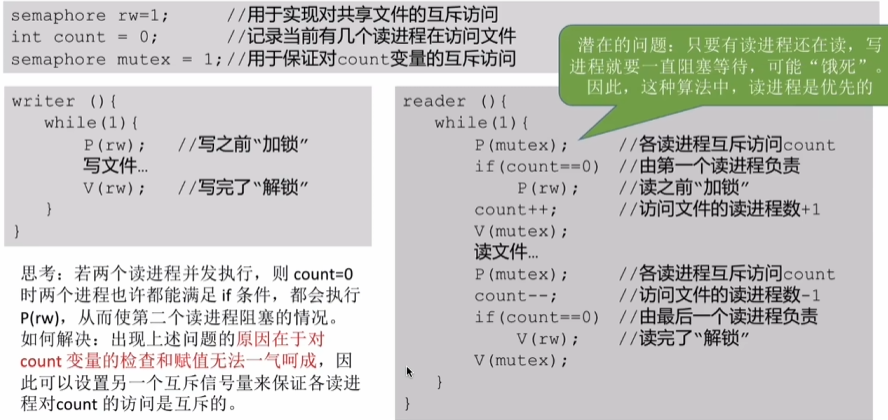 semaphore rw=1;      //用于实现对共享文件的互斥访问
int count = 0;       //记录当前有几个读进程在访问文件
semaphore mutex = 1;//用于保证对count变量的互斥访问
潜在的问题：只要有读进程还在读，写
进程就要一直阻塞等待，可能“饿死”。
因此，这种算法中，读进程是优先的
writer (){
while(1){
P(rw);   //写之前“加锁”
写文件…
V(rw);   //写完了“解锁”
}
}
思考：若两个读进程并发执行，则 count=0
时两个进程也许都能满足 if 条件，都会执行
P(rw)，从而使第二个读进程阻塞的情况。
如何解决：出现上述问题的原因在于对
count 变量的检查和赋值无法一气呵成，因
此可以设置另一个互斥信号量来保证各读进
程对count 的访问是互斥的。
reader (){
while(1){
P(mutex);     //各读进程互斥访问count
if(count==0)  //由第一个读进程负责
P(rw);    //读之前“加锁”
count++;      //访问文件的读进程数+1
V(mutex);
读文件…
P(mutex);     //各读进程互斥访问count
count--;      //访问文件的读进程数-1
if(count==0)  //由最后一个读进程负责
V(rw);    //读完了“解锁”
V(mutex);
}
}